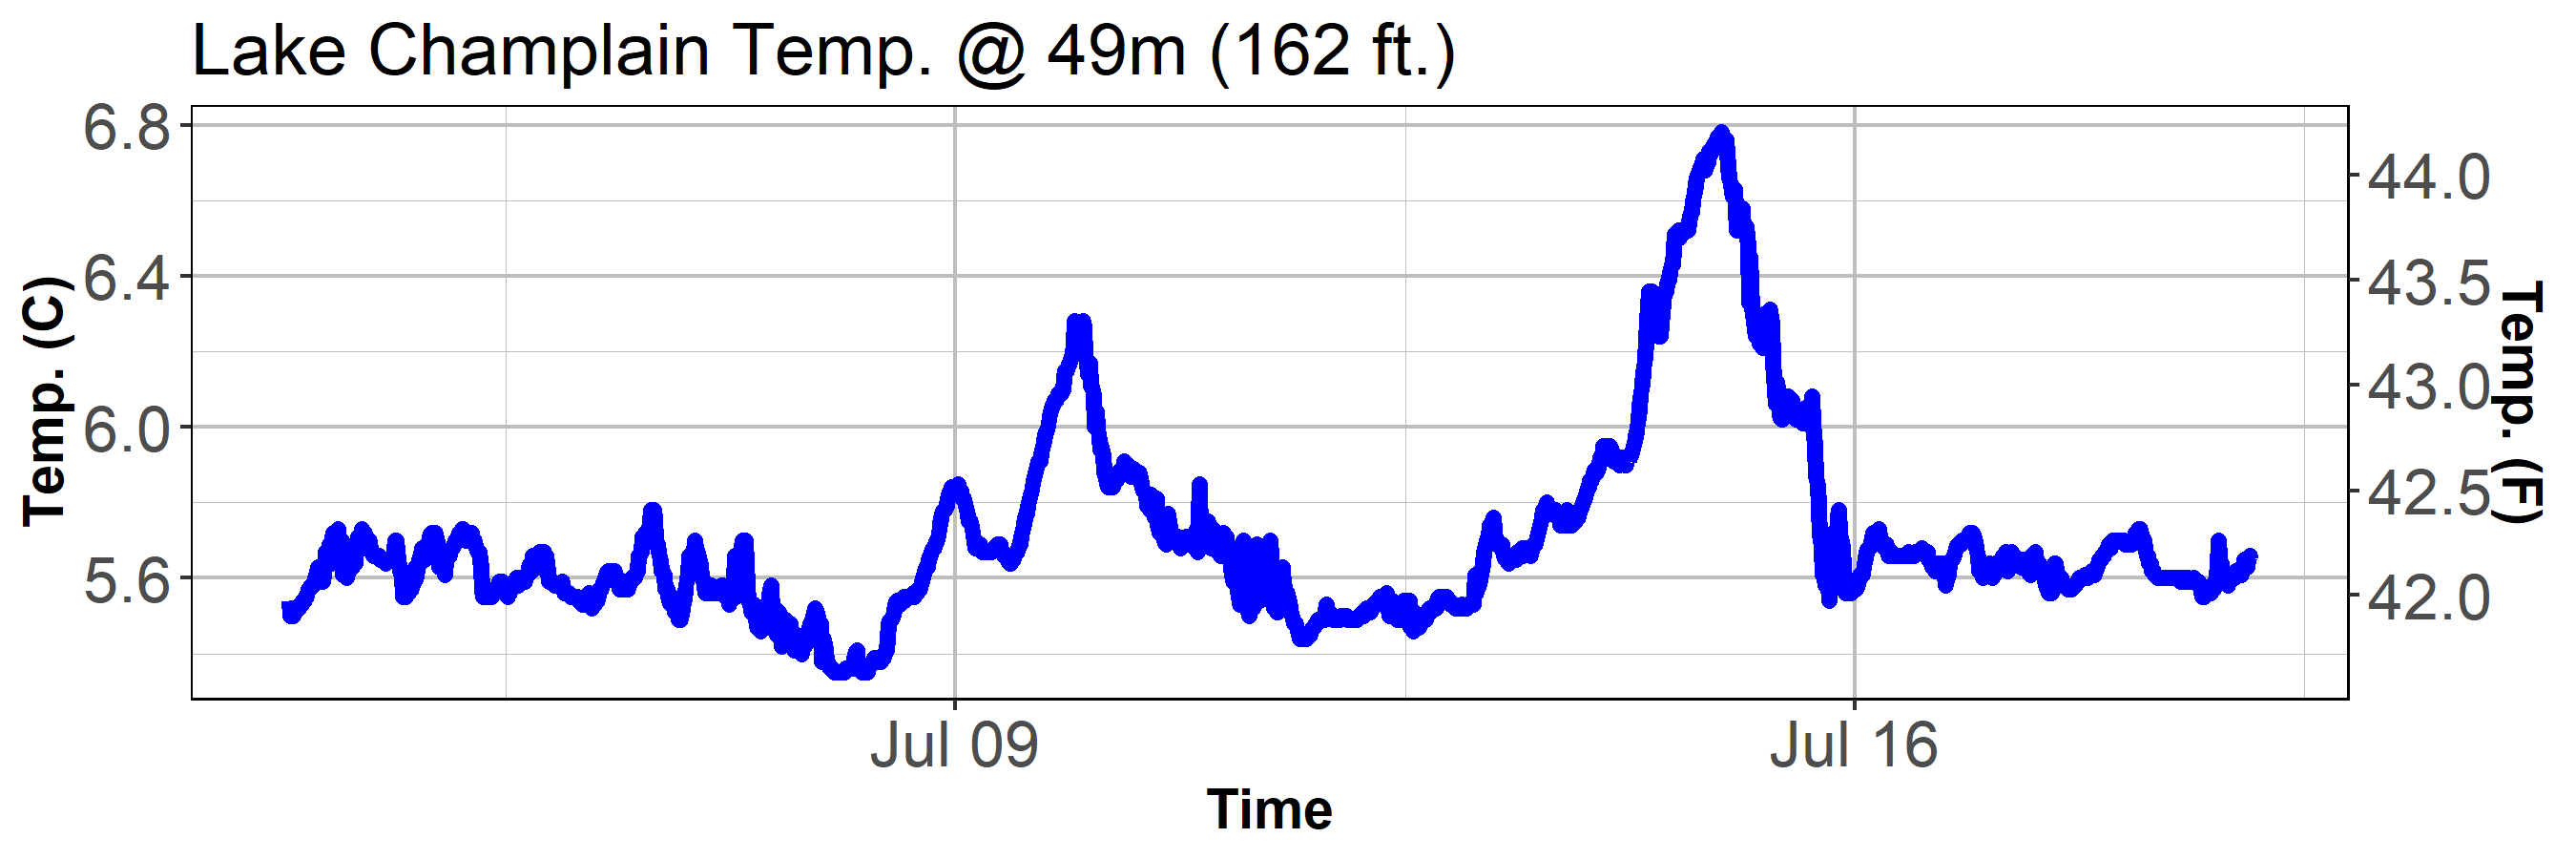 Lake Champlain Temp. @ 49m (162 ft.)
6.8
6.4
6.0
5.6
Temp. (C)
44.0
43.5
43.0
42.5
42.0
Temp. (F)
Jul 09
Jul 16
Time